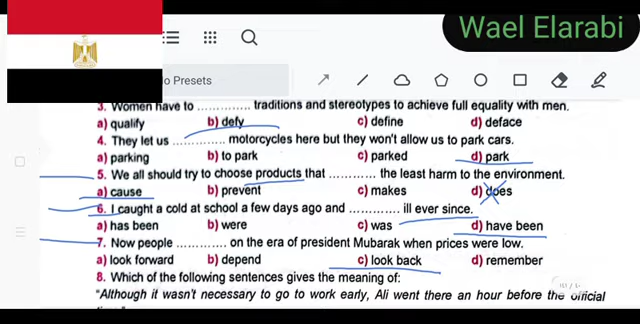 Wael Elarabi
o Presets
3. Women have to ............. traditions and stereotypes to achieve full equality with men.
a) qualify b) defy c) define d) deface
4. They let us ............. motorcycles here but they won't allow us to park cars.
a) parking b) to park c) parked d) park
5. We all should try to choose products that ............ the least harm to the environment.
a) cause b) prevent c) makes d) does
6. I caught a cold at school a few days ago and ............. ill ever since.
a) has been b) were c) was d) have been
7. Now people ............. on the era of president Mubarak when prices were low.
a) look forward b) depend c) look back d) remember
8. Which of the following sentences gives the meaning of:
"Although it wasn't necessary to go to work early, Ali went there an hour before the official